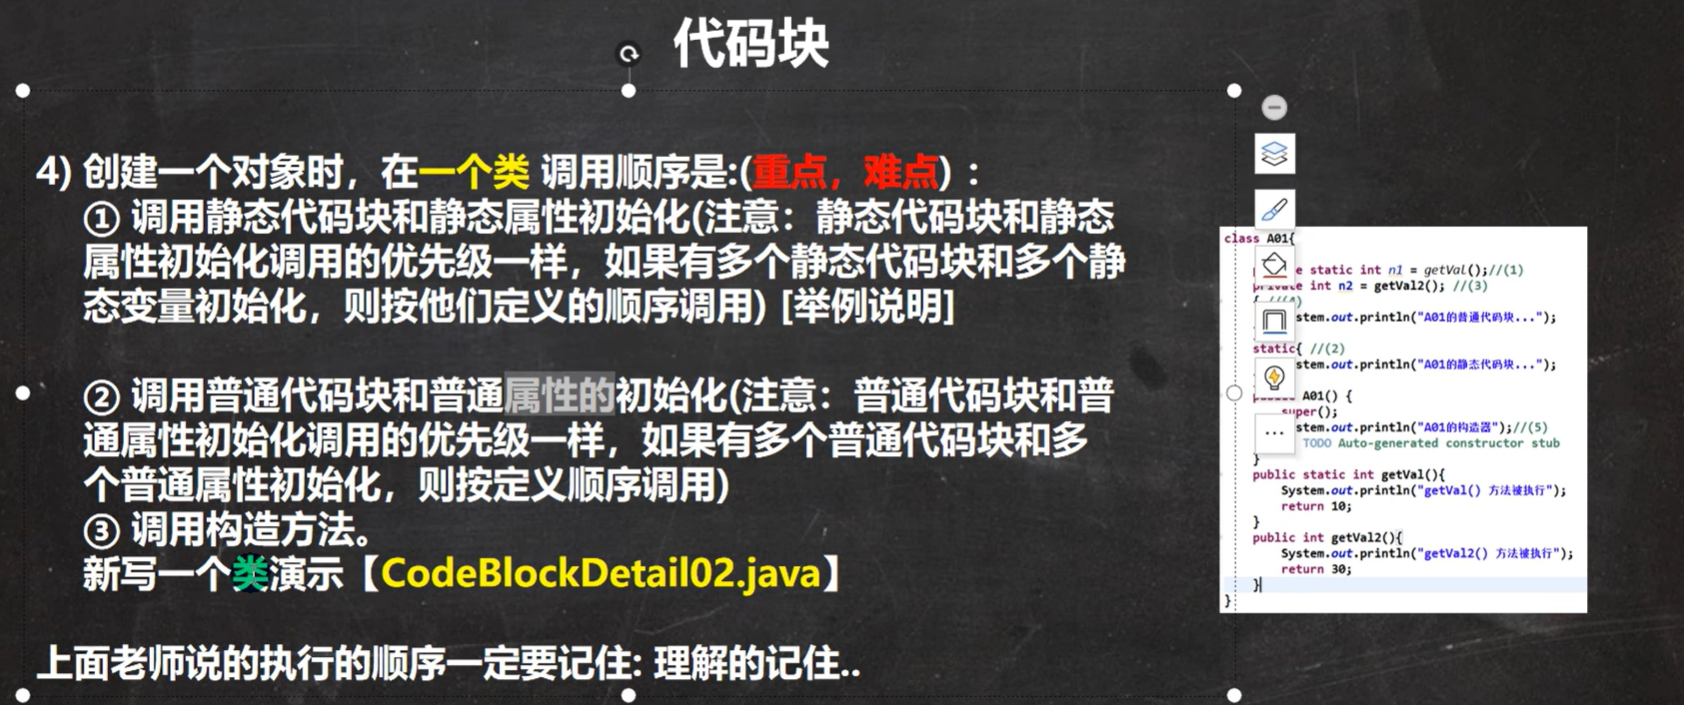 代码块
4) 创建一个对象时，在一个类 调用顺序是:(重点，难点)：
① 调用静态代码块和静态属性初始化(注意：静态代码块和静态
属性初始化调用的优先级一样，如果有多个静态代码块和多个静
态变量初始化，则按他们定义的顺序调用) [举例说明]
② 调用普通代码块和普通属性的初始化(注意：普通代码块和普
通属性初始化调用的优先级一样，如果有多个普通代码块和多
个普通属性初始化，则按定义顺序调用)
③ 调用构造方法。
新写一个类演示【CodeBlockDetail02.java】
上面老师说的执行的顺序一定要记住: 理解的记住..
class A01{
static int n1 = getVal();//(1)
private int n2 = getVal2(); //(3)
{ //(4)
stem.out.println("A01的普通代码块...");
static{ //(2)
stem.out.println("A01的静态代码块...");
A01() {
super();
stem.out.println("A01的构造器");//(5)
TODO Auto-generated constructor stub
}
public static int getVal(){
System.out.println("getVal() 方法被执行");
return 10;
}
public int getVal2(){
System.out.println("getVal2() 方法被执行");
return 30;
}
}